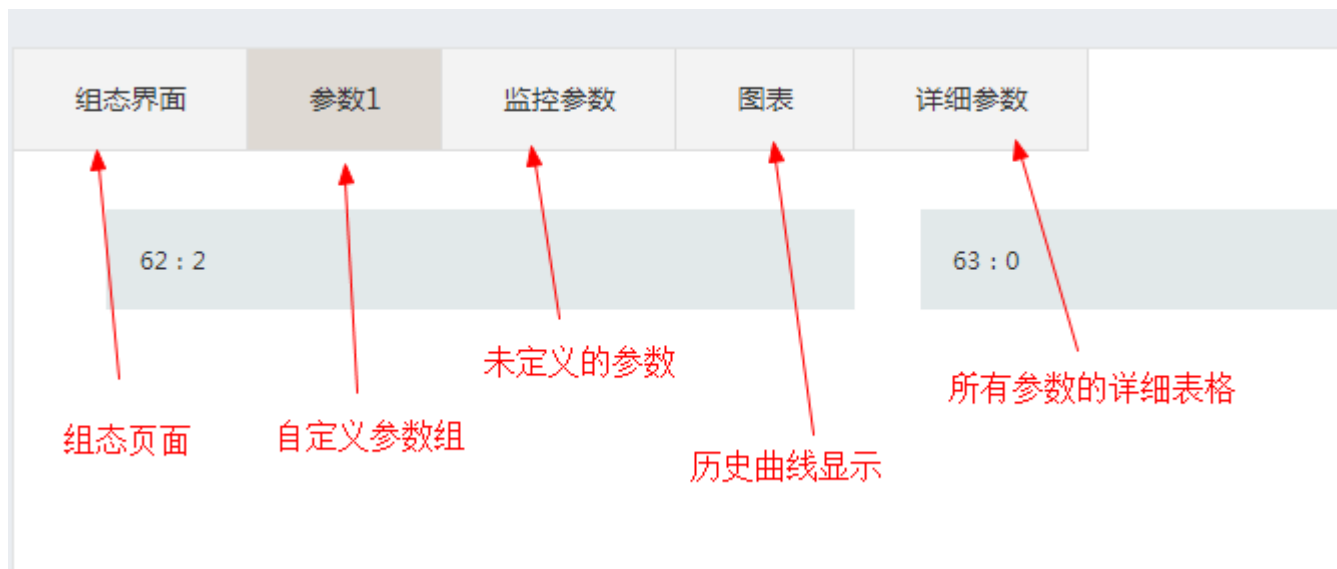 组态界面
参数1
监控参数
图表
详细参数
62 : 2
63 : 0
未定义的参数
所有参数的详细表格
组态页面
自定义参数组
历史曲线显示